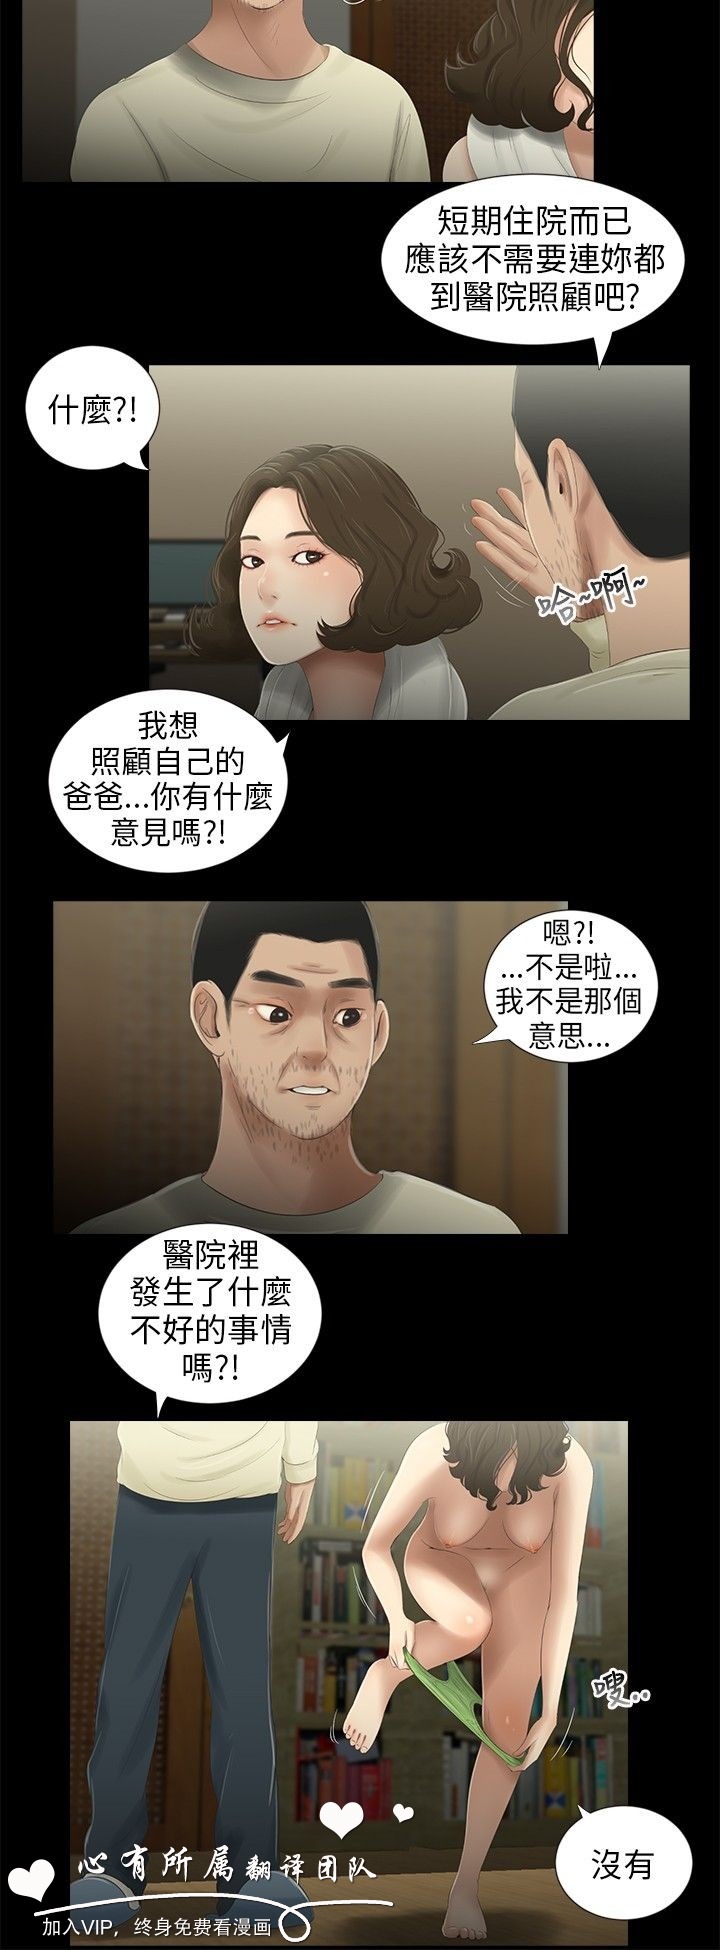 短期住院而已
應該不需要連妳都
到醫院照顧吧?
什麼?!
哈~啊~
我想
照顧自己的
爸爸...你有什麼
意見嗎?!
嗯?!
...不是啦...
我不是那個
意思...
醫院裡
發生了什麼
不好的事情
嗎?!
嗖..
沒有
心有所属翻译团队
加入VIP，终身免费看漫画